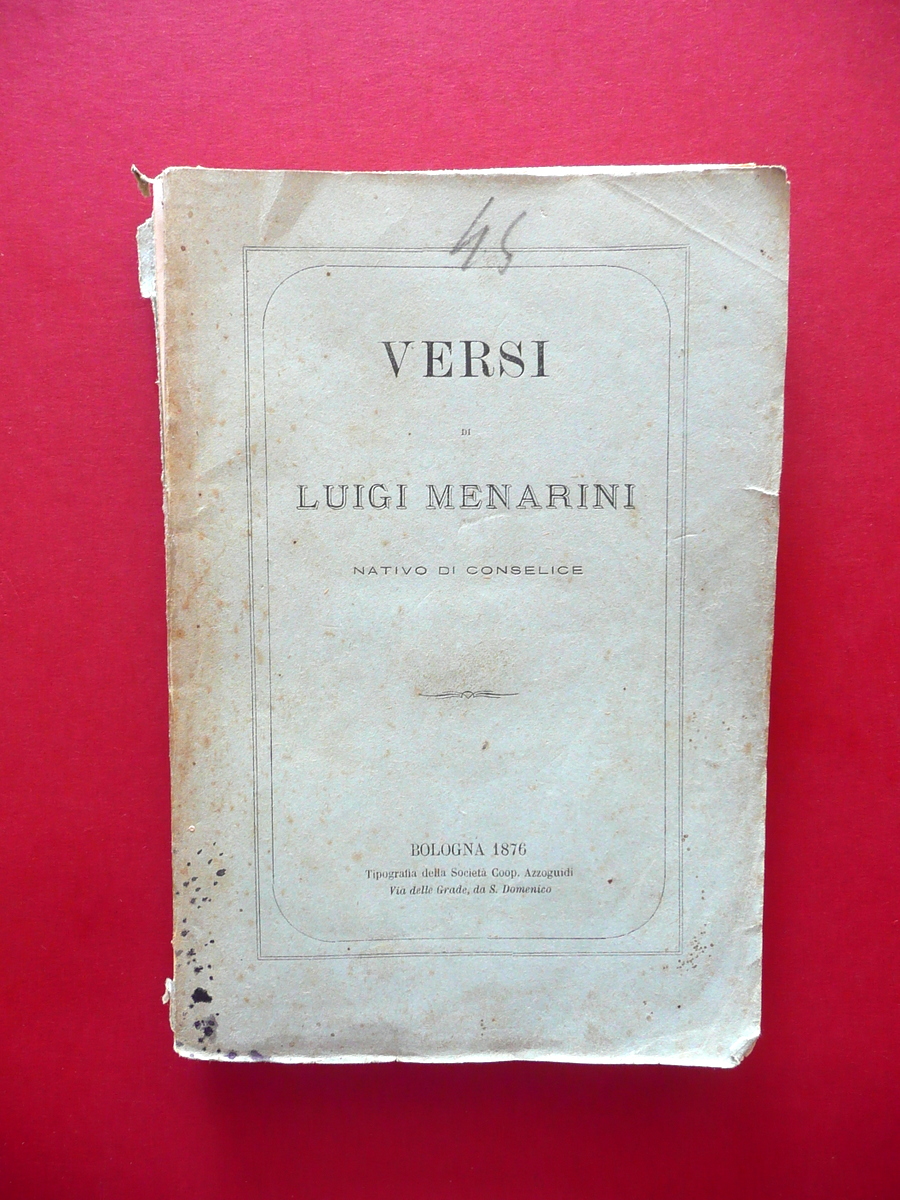 45
VERSI
DI
LUIGI MENARINI
NATIVO DI CONSELICE
BOLOGNA 1876
Tipografia della Società Coop. Azzoguidi
Via delle Grade, da S. Domenico